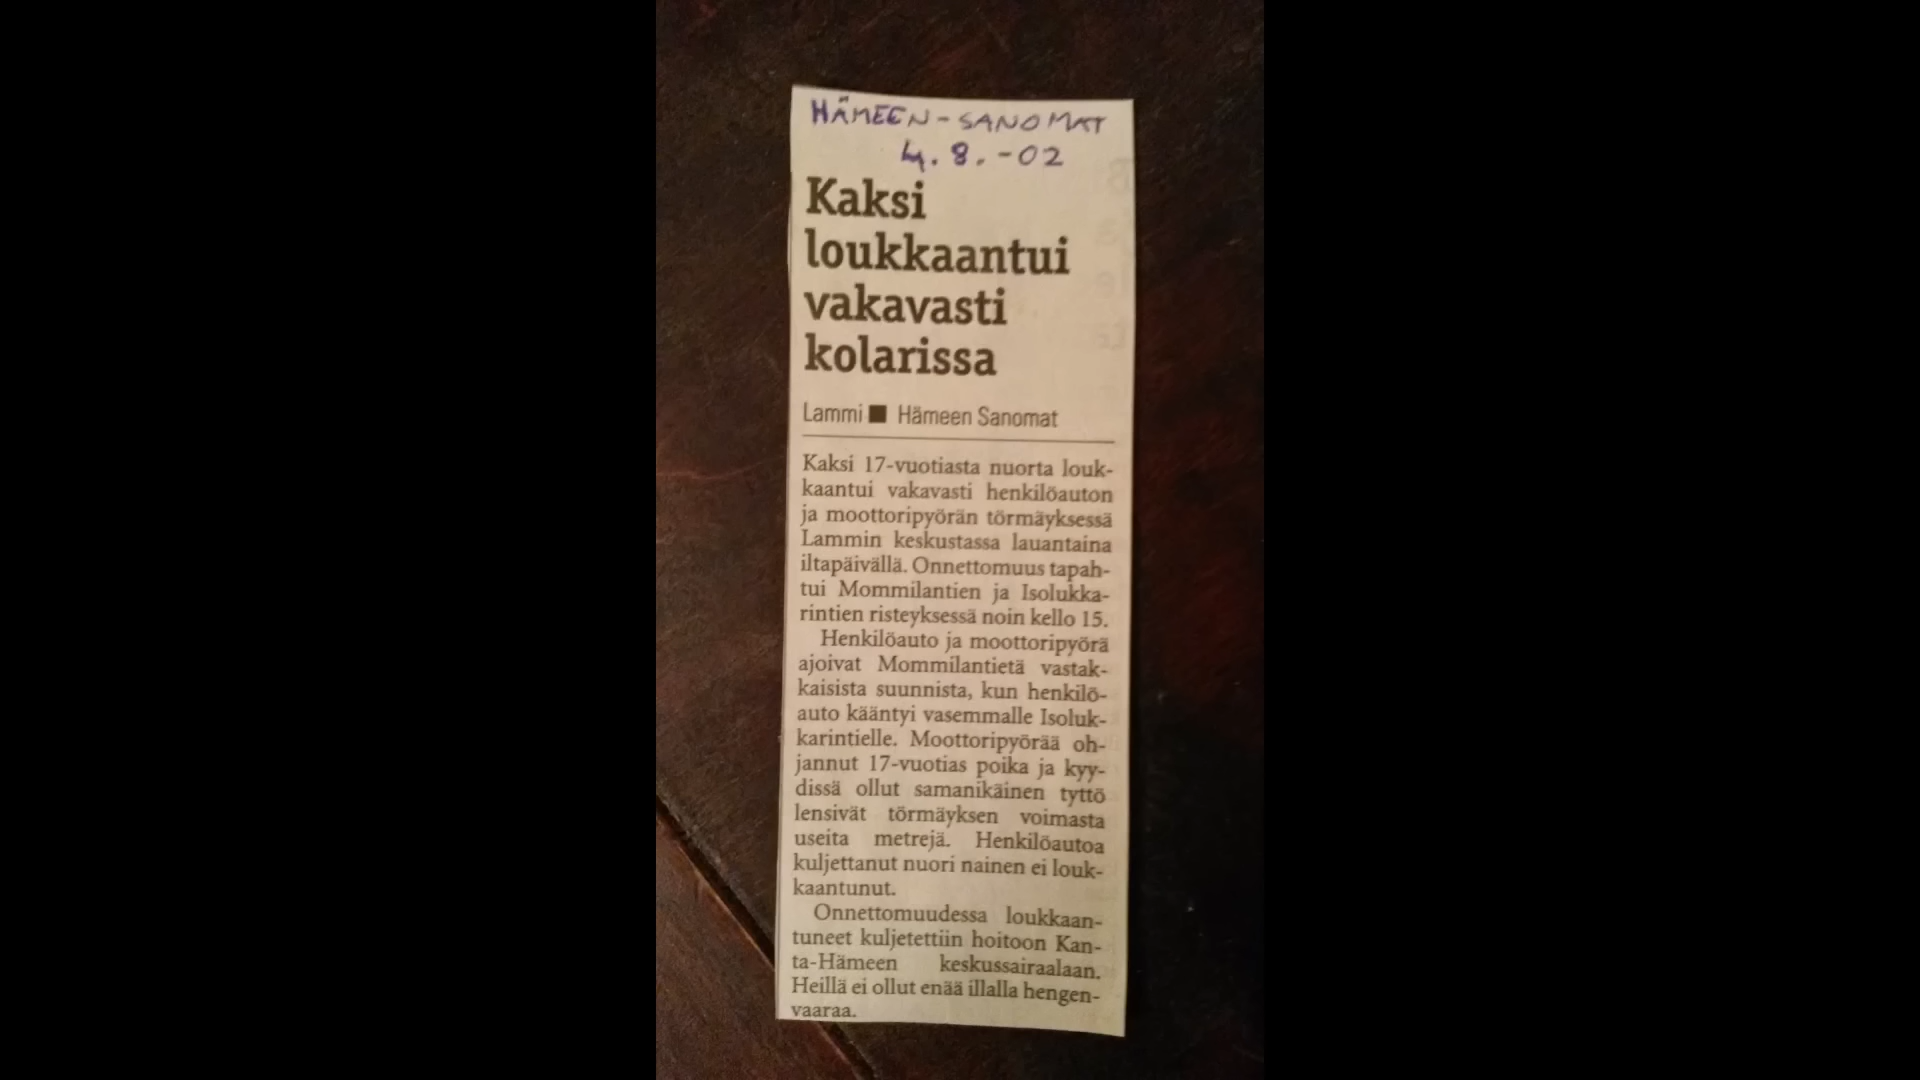 HÄMEEN-SANOMAT
4.8.-02
Kaksi
loukkaantui
vakavasti
kolarissa
Lammi ■ Hämeen Sanomat
Kaksi 17-vuotiasta nuorta louk-
kaantui vakavasti henkilöauton
ja moottoripyörän törmäyksessä
Lammin keskustassa lauantaina
iltapäivällä. Onnettomuus tapah-
tui Mommilantien ja Isolukka-
rintien risteyksessä noin kello 15.
Henkilöauto ja moottoripyörä
ajoivat Mommilantietä vastak-
kaisista suunnista, kun henkilö-
auto kääntyi vasemmalle Isoluk-
karintielle. Moottoripyörää oh-
jannut 17-vuotias poika ja kyy-
dissä ollut samanikäinen tyttö
lensivät törmäyksen voimasta
useita metrejä. Henkilöautoa
kuljettanut nuori nainen ei louk-
kaantunut.
Onnettomuudessa loukkaan-
tuneet kuljetettiin hoitoon Kan-
ta-Hämeen keskussairaalaan.
Heillä ei ollut enää illalla hengen-
vaaraa.